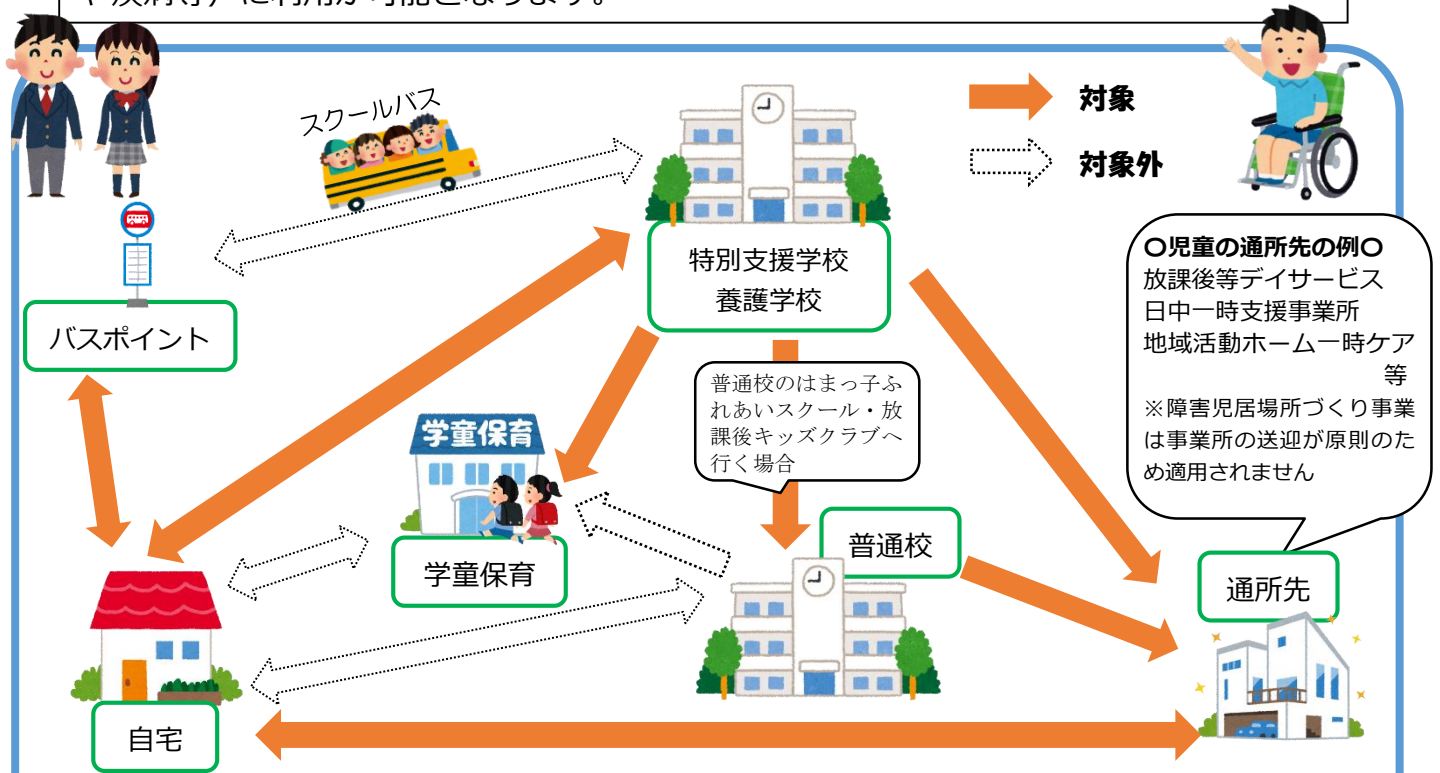 スクールバス
対象
対象外
特別支援学校
養護学校
バスポイント
〇児童の通所先の例〇
放課後等デイサービス
日中一時支援事業所
地域活動ホーム一時ケア
等
※障害児居場所づくり事業
は事業所の送迎が原則のた
め適用されません
普通校のはまっ子ふ
れあいスクール・放
課後キッズクラブへ
行く場合
学童保育
学童保育
普通校
通所先
自宅